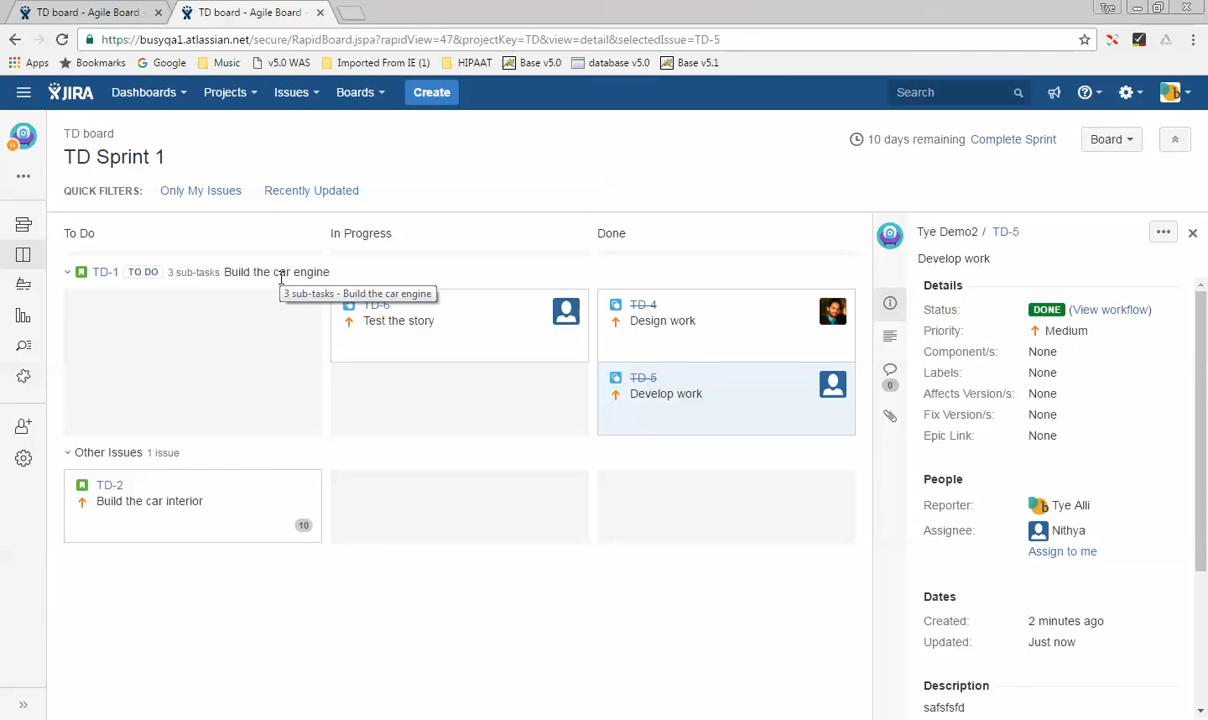 TD board - Agile Board -
TD board - Agile Board -
Tye
https://busyqa1.atlassian.net/secure/RapidBoard.jspa?rapidView=47&projectKey=TD&view=detail&selectedIssue=TD-5
Apps Bookmarks Google Music v5.0 WAS Imported From IE (1) HIPAAT Base v5.0 database v5.0 Base v5.1
JIRA Dashboards Projects Issues Boards Create Search
TD board
TD Sprint 1
10 days remaining Complete Sprint Board
QUICK FILTERS: Only My Issues Recently Updated
To Do In Progress Done
TD-1 TO DO 3 sub-tasks Build the car engine
3 sub-tasks - Build the car engine
TD-6
Test the story
TD-4
Design work
TD-5
Develop work
Other Issues 1 issue
TD-2
Build the car interior
10
Tye Demo2 / TD-5
Develop work
Details
Status: DONE (View workflow)
Priority: Medium
Component/s: None
Labels: None
Affects Version/s: None
Fix Version/s: None
Epic Link: None
0
People
Reporter: Tye Alli
Assignee: Nithya
Assign to me
Dates
Created: 2 minutes ago
Updated: Just now
Description
safsfsfd